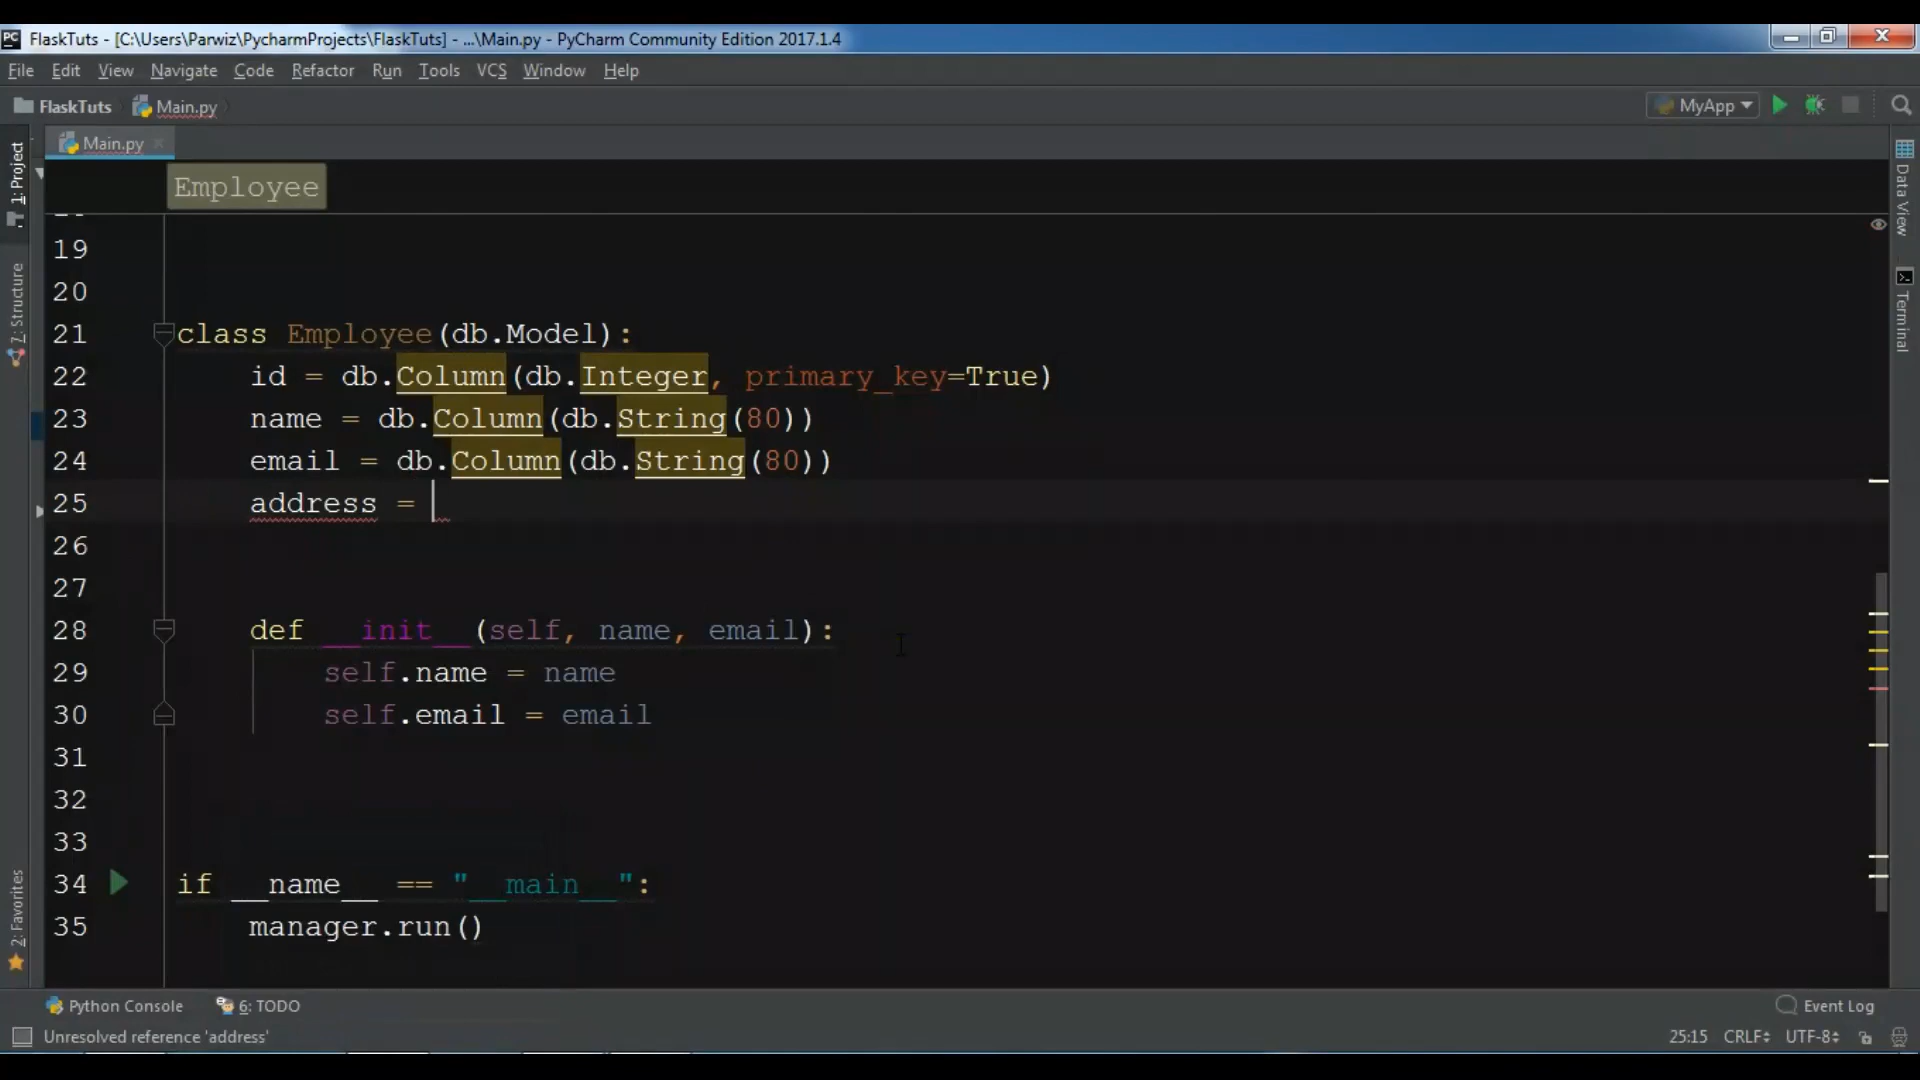 FlaskTuts - [C:\Users\Parwiz\PycharmProjects\FlaskTuts] - ...\Main.py - PyCharm Community Edition 2017.1.4
File Edit View Navigate Code Refactor Run Tools VCS Window Help
FlaskTuts Main.py MyApp
Main.py
1: Project
7: Structure
2: Favorites
Data View
Terminal
Employee
19
20
21 class Employee(db.Model):
22 id = db.Column(db.Integer, primary_key=True)
23 name = db.Column(db.String(80))
24 email = db.Column(db.String(80))
25 address =
26
27
28 def __init__(self, name, email):
29 self.name = name
30 self.email = email
31
32
33
34 if __name__ == "__main__":
35 manager.run()
Python Console 6: TODO Event Log
Unresolved reference 'address' 25:15 CRLF UTF-8